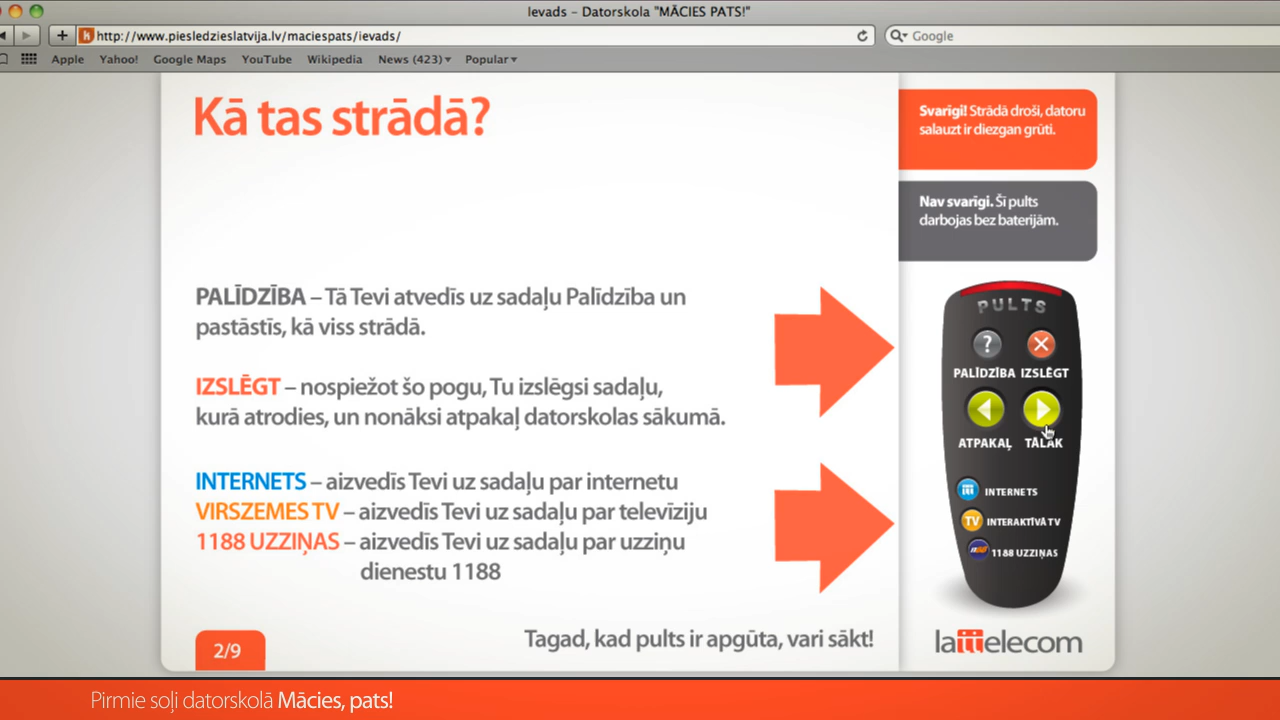 Ievads – Datorskola "MĀCIES PATS!"
http://www.piesledzieslatvija.lv/maciespats/ievads/
Google
Apple Yahoo! Google Maps YouTube Wikipedia News (423) Popular
Kā tas strādā?
Svarīgi! Strādā droši, datoru
salauzt ir diezgan grūti.
Nav svarīgi. Šī pults
darbojas bez baterijām.
PALĪDZĪBA – Tā Tevi atvedīs uz sadaļu Palīdzība un
pastāstīs, kā viss strādā.
IZSLĒGT – nospiežot šo pogu, Tu izslēgsi sadaļu,
kurā atrodies, un nonāksi atpakaļ datorskolas sākumā.
INTERNETS – aizvedīs Tevi uz sadaļu par internetu
VIRSZEMES TV – aizvedīs Tevi uz sadaļu par televīziju
1188 UZZIŅAS – aizvedīs Tevi uz sadaļu par uzziņu
dienestu 1188
Tagad, kad pults ir apgūta, vari sākt!
2/9
PULTS
?
PALĪDZĪBA IZSLĒGT
ATPAKAĻ TĀLĀK
INTERNETS
TV INTERAKTĪVĀ TV
1188 1188 UZZIŅAS
lattelecom
Pirmie soļi datorskolā Mācies, pats!